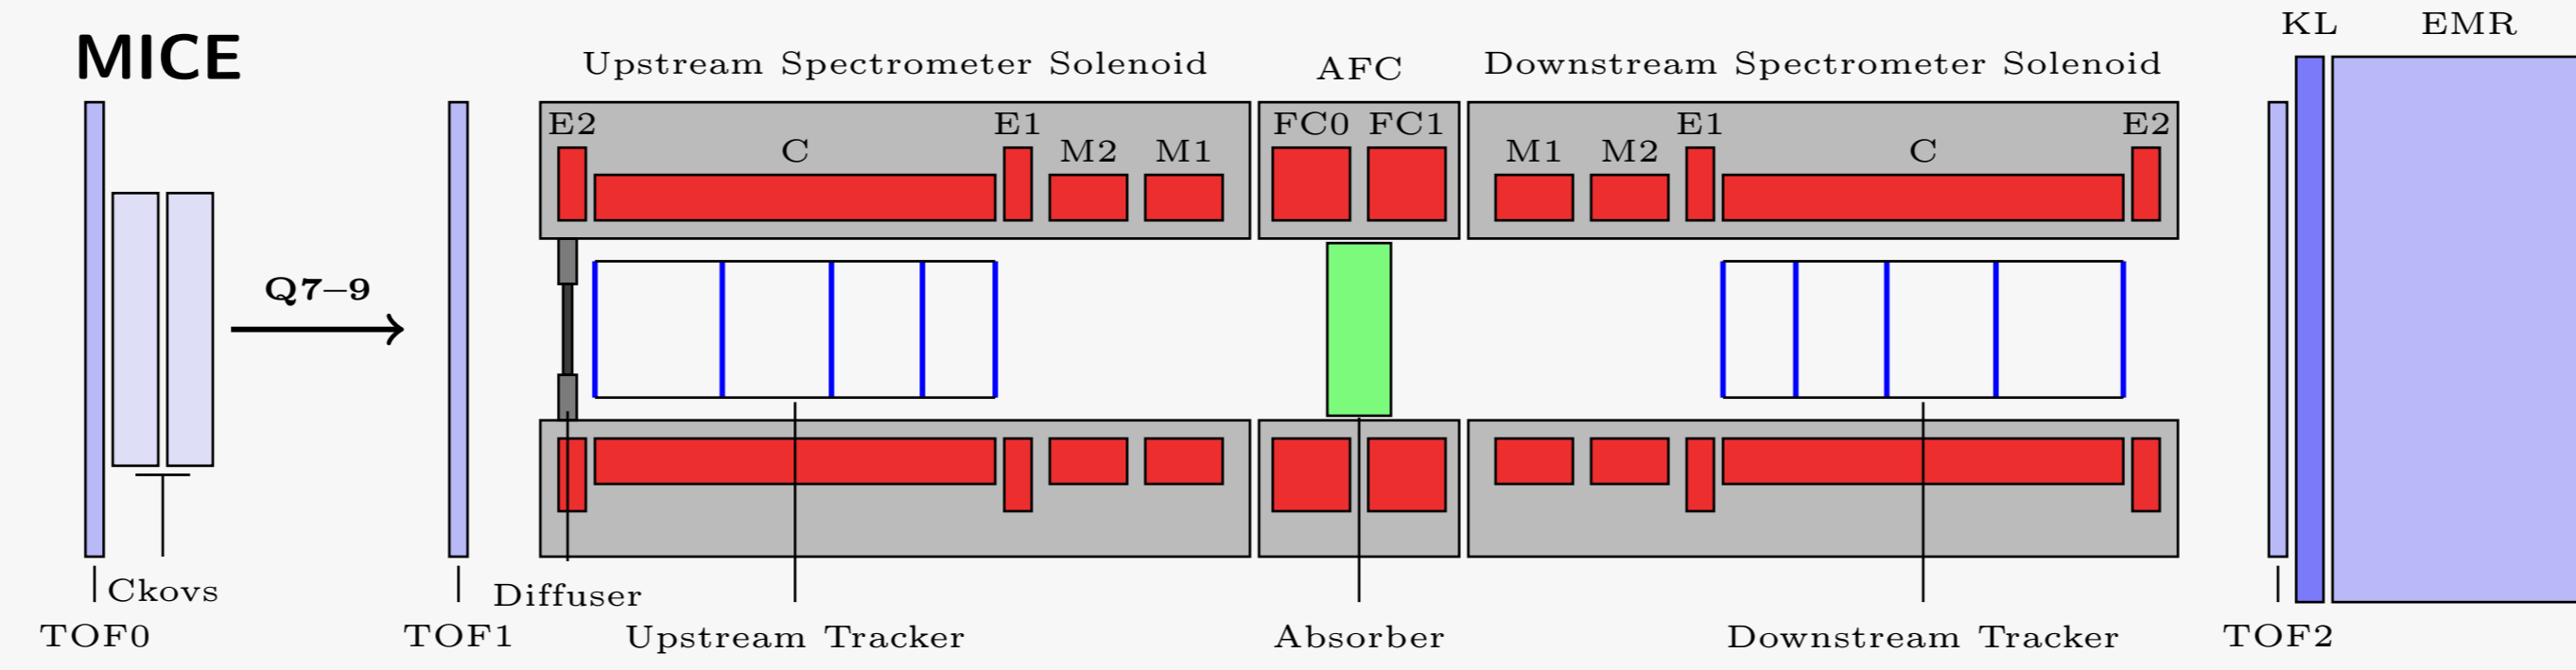 MICE
KL EMR
Upstream Spectrometer Solenoid AFC Downstream Spectrometer Solenoid
E2 C E1 M2 M1 FC0 FC1 M1 M2 E1 C E2
Q7–9
Ckovs Diffuser
TOF0 TOF1 Upstream Tracker Absorber Downstream Tracker TOF2